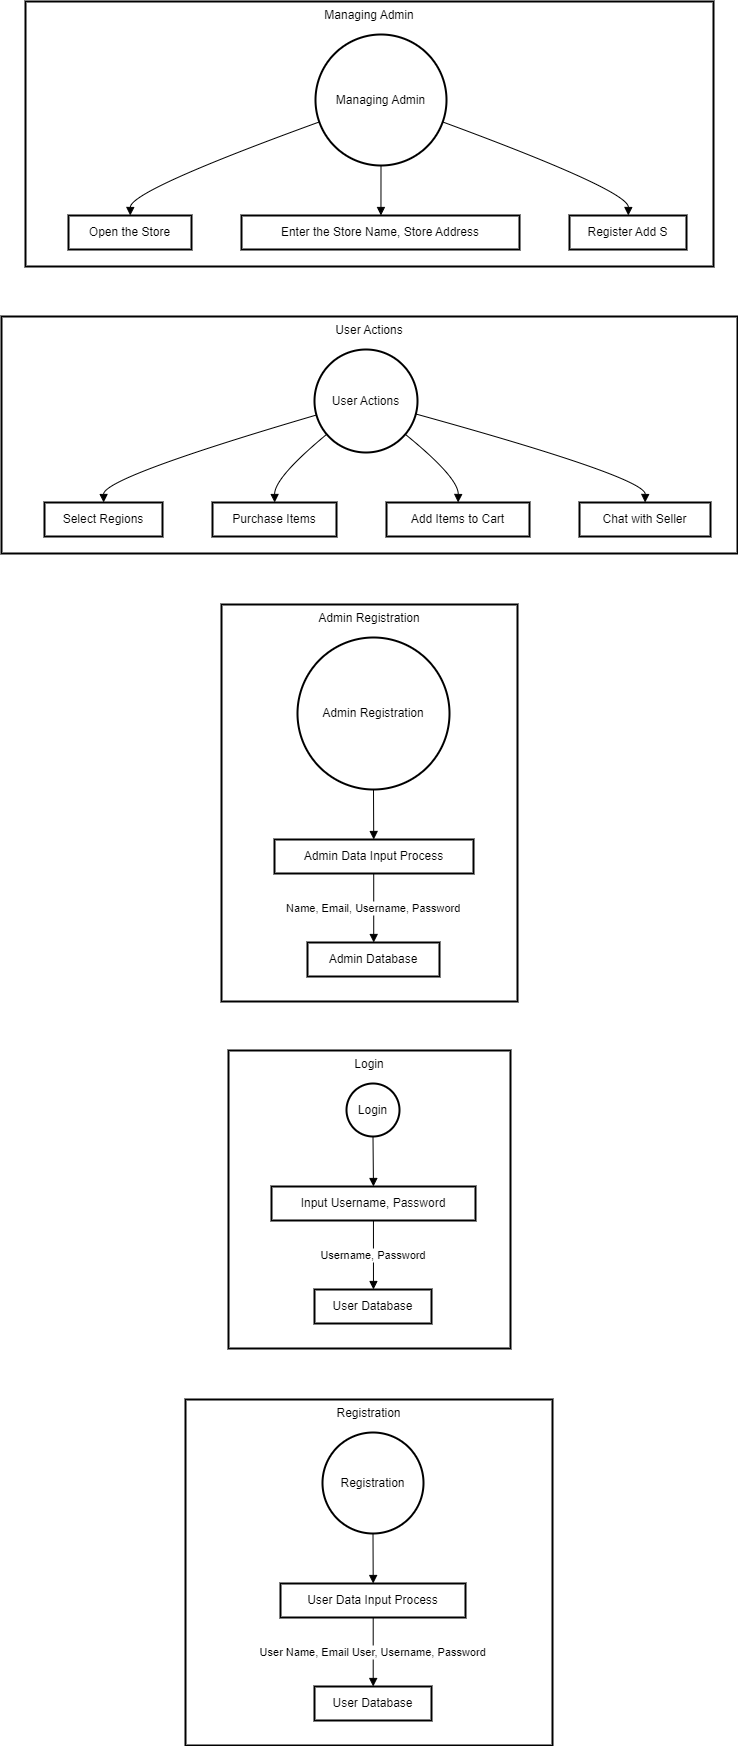 Managing Admin
Managing Admin
Open the Store
Enter the Store Name, Store Address
Register Add S
User Actions
User Actions
Select Regions
Purchase Items
Add Items to Cart
Chat with Seller
Admin Registration
Admin Registration
Admin Data Input Process
Name, Email, Username, Password
Admin Database
Login
Login
Input Username, Password
Username, Password
User Database
Registration
Registration
User Data Input Process
User Name, Email User, Username, Password
User Database